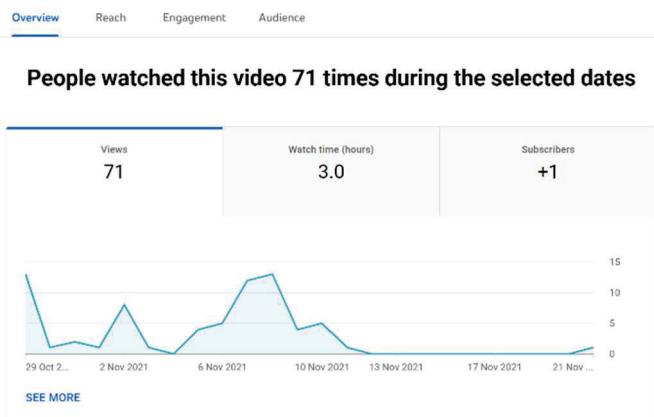 Overview Reach Engagement Audience
People watched this video 71 times during the selected dates
Views Watch time (hours) Subscribers
71 3.0 +1
15
10
5
0
29 Oct 2... 2 Nov 2021 6 Nov 2021 10 Nov 2021 13 Nov 2021 17 Nov 2021 21 Nov ...
SEE MORE